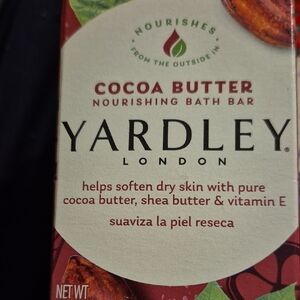 NOURISHES
FROM THE OUTSIDE IN
COCOA BUTTER
NOURISHING BATH BAR
YARDLEY®
LONDON
helps soften dry skin with pure
cocoa butter, shea butter & vitamin E
suaviza la piel reseca
NET WT